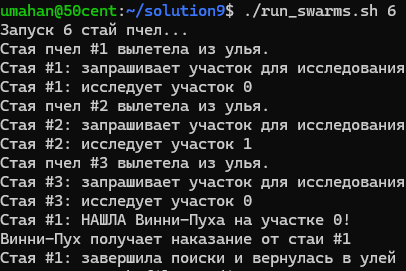 umahan@50cent:~/solution9$ ./run_swarms.sh 6
Запуск 6 стай пчел...
Стая пчел #1 вылетела из улья.
Стая #1: запрашивает участок для исследования
Стая #1: исследует участок 0
Стая пчел #2 вылетела из улья.
Стая #2: запрашивает участок для исследования
Стая #2: исследует участок 1
Стая пчел #3 вылетела из улья.
Стая #3: запрашивает участок для исследования
Стая #3: исследует участок 0
Стая #1: НАШЛА Винни-Пуха на участке 0!
Винни-Пух получает наказание от стаи #1
Стая #1: завершила поиски и вернулась в улей